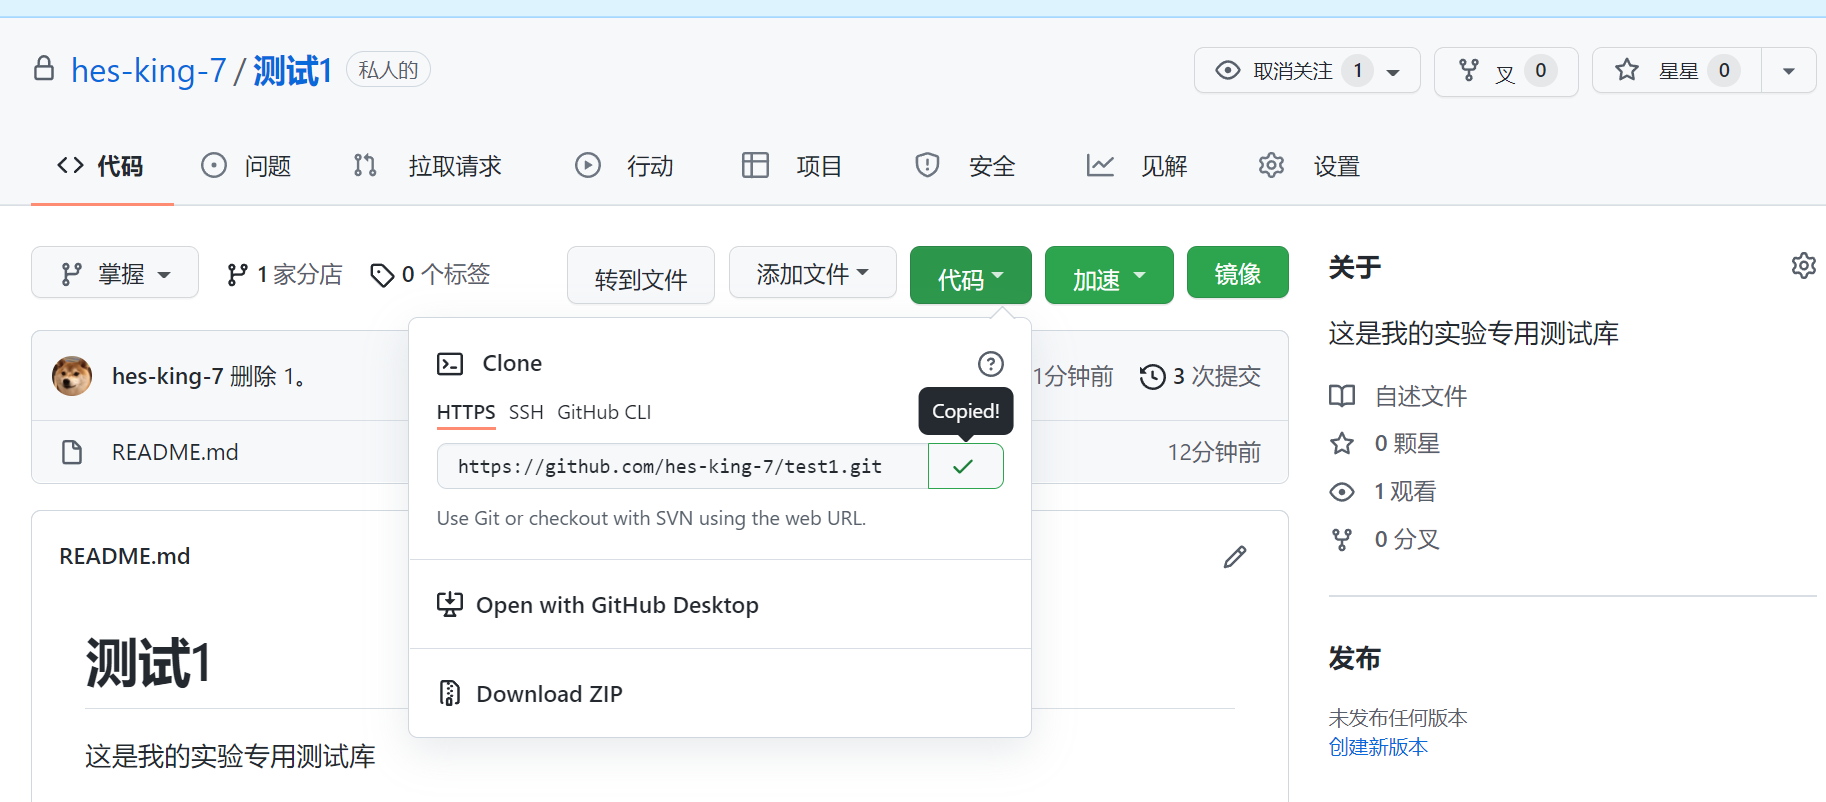 hes-king-7 / 测试1 私人的 取消关注 1 叉 0 星星 0
代码 问题 拉取请求 行动 项目 安全 见解 设置
掌握 1 家分店 0 个标签 转到文件 添加文件 代码 加速 镜像
hes-king-7 删除 1。 1分钟前 3 次提交
README.md 12分钟前
Clone
Copied!
HTTPS SSH GitHub CLI
https://github.com/hes-king-7/test1.git
Use Git or checkout with SVN using the web URL.
Open with GitHub Desktop
Download ZIP
README.md
测试1
这是我的实验专用测试库
关于
这是我的实验专用测试库
自述文件
0 颗星
1 观看
0 分叉
发布
未发布任何版本
创建新版本